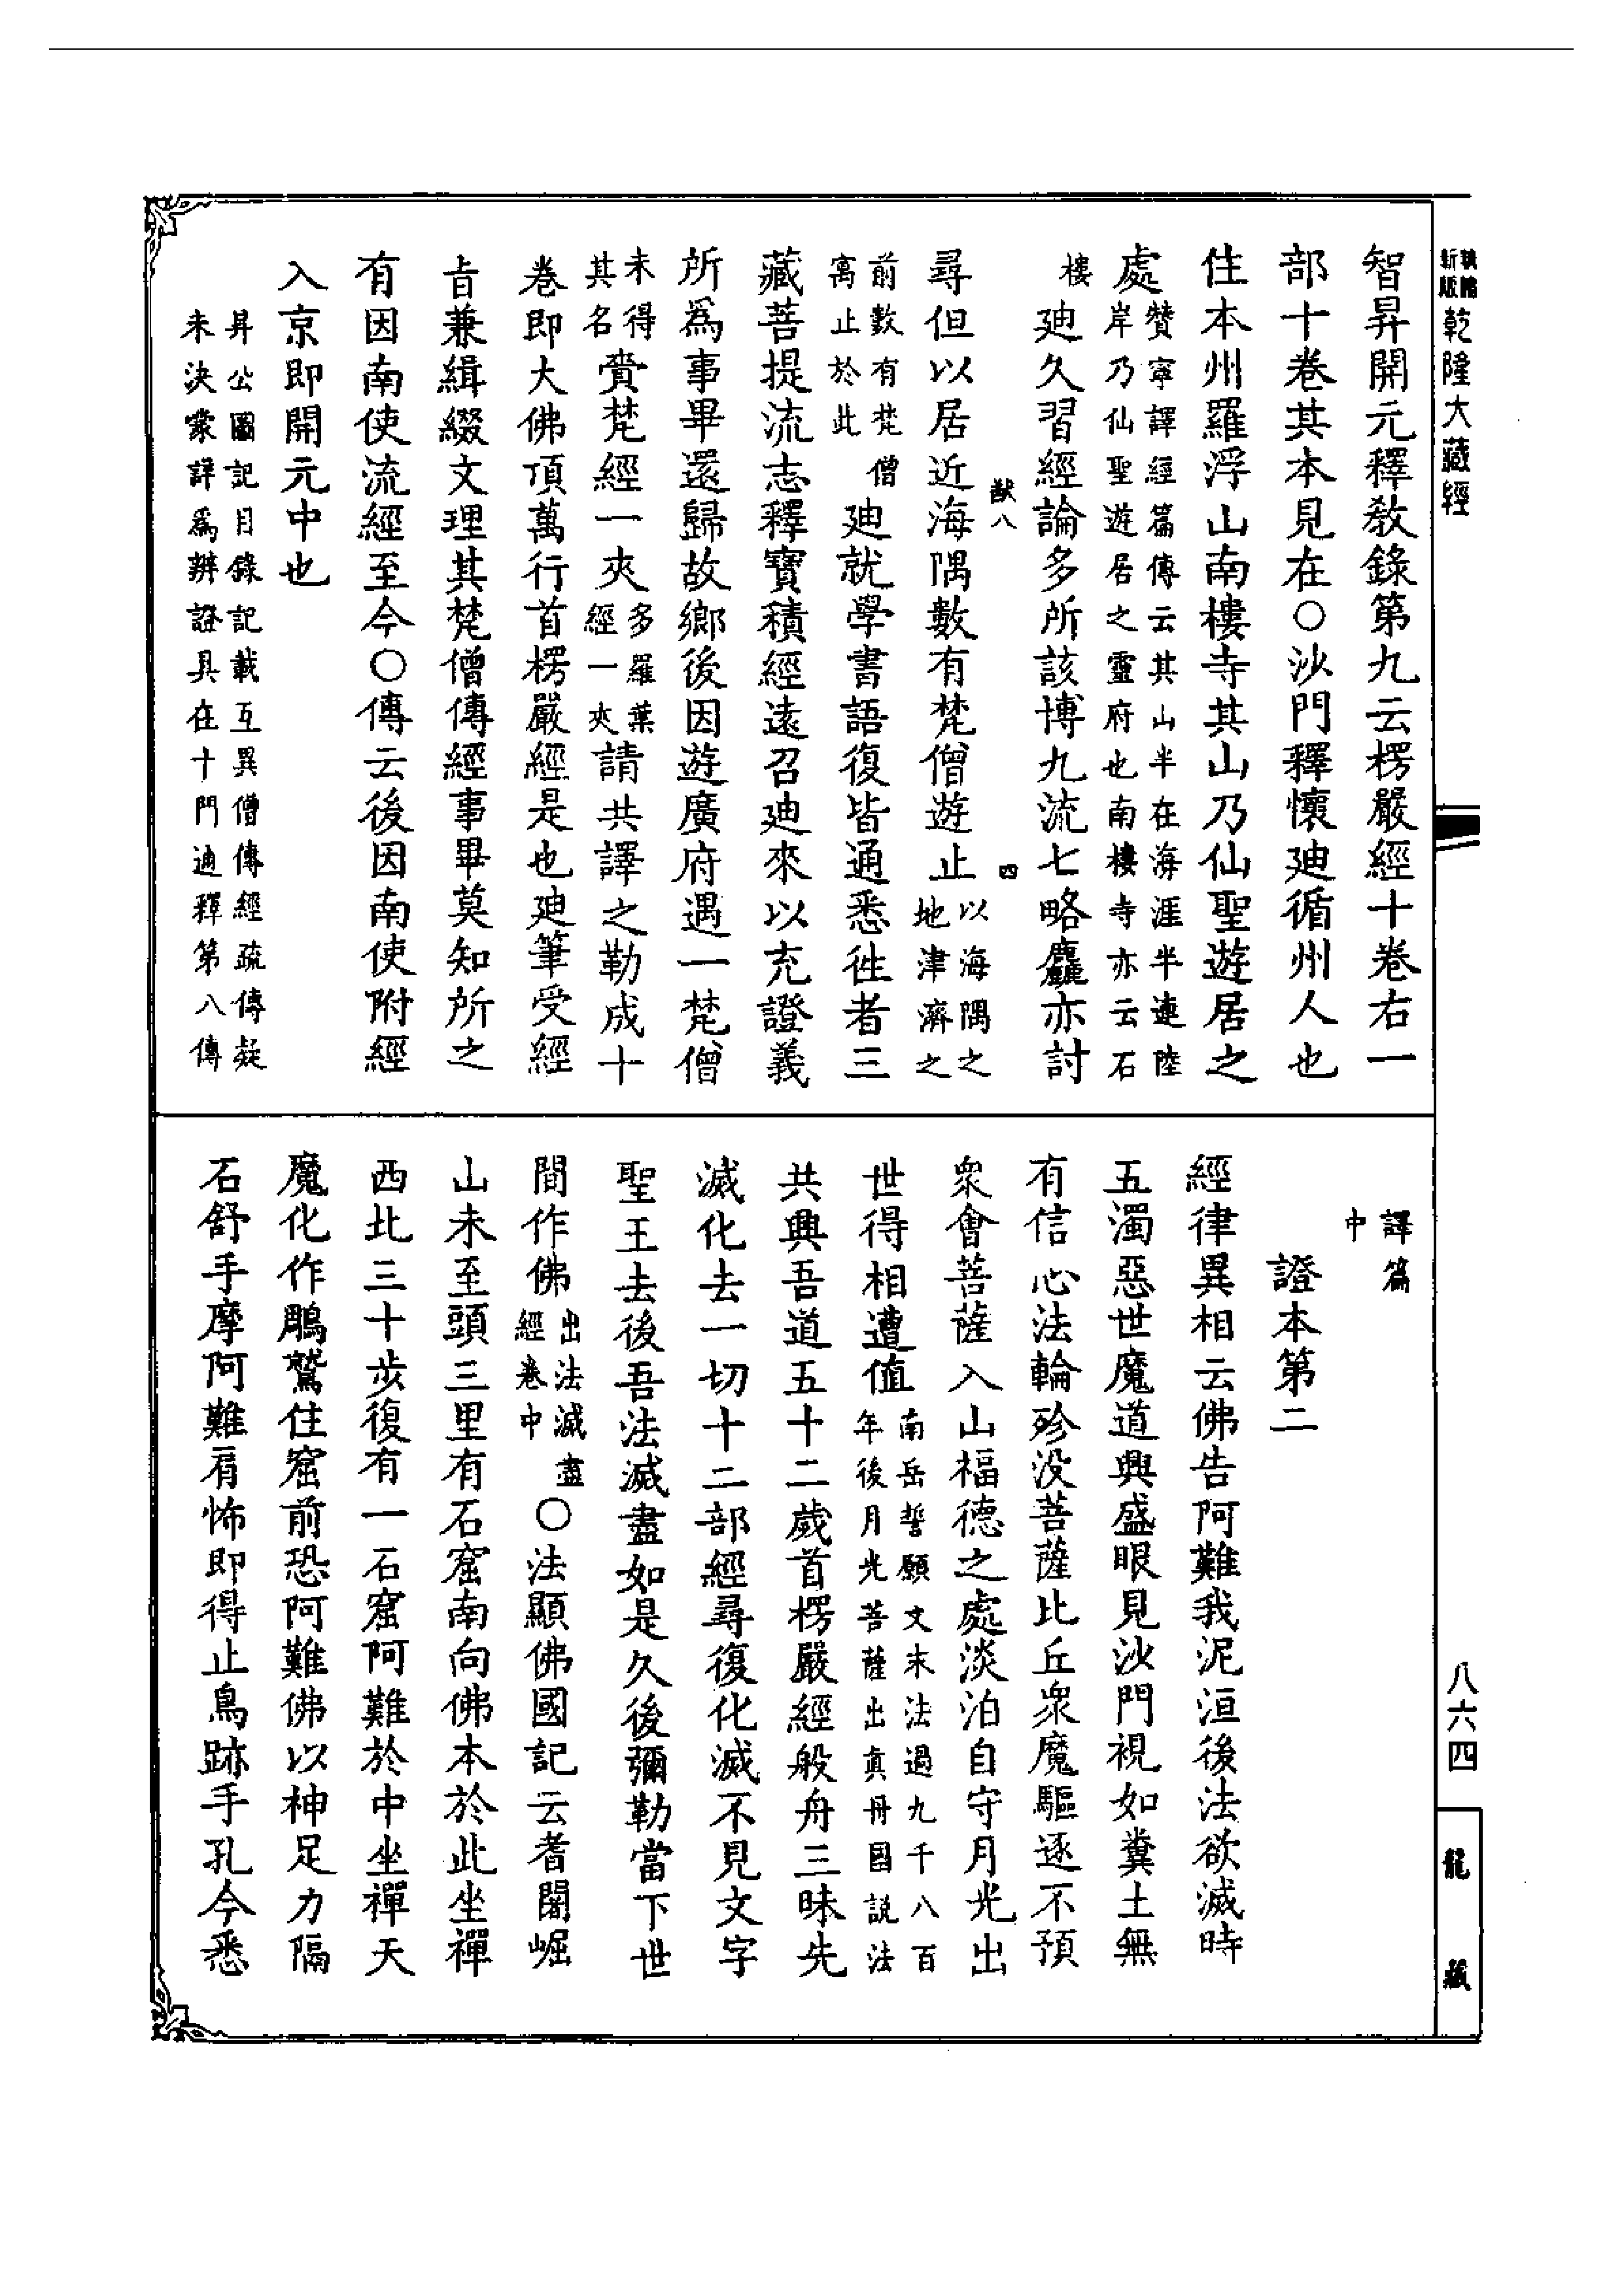 新版
乾隆大藏經
智昇開元釋教錄第九云楞嚴經十卷右一
部十卷其本見在○沙門釋懷迪循州人也
住本州羅浮山南樓寺其山乃仙聖遊居之
處贊寧譯經篇傳云其山半在海涯半連陸
岸乃仙聖遊居之靈府也南樓寺亦云石
樓迪久習經論多所該博九流七略麤亦討
猷八
四
尋但以居近海隅數有梵僧遊止以海隅之
地津濟之
前數有梵僧
寓止於此迪就學書語復皆通悉往者三
藏菩提流志釋寶積經遠召迪來以充證義
所爲事畢還歸故鄉後因遊廣府遇一梵僧
未得
其名賷梵經一夾多羅葉
經一夾請共譯之勒成十
卷即大佛頂萬行首楞嚴經是也迪筆受經
旨兼緝綴文理其梵僧傳經事畢莫知所之
有因南使流經至今○傳云後因南使附經
入京即開元中也
昇公圖記目錄記載互異僧傳經疏傳疑
未決彙詳爲辨證具在十門通釋第八傳
譯篇
中
證本第二
經律異相云佛告阿難我泥洹後法欲滅時
五濁惡世魔道興盛眼見沙門視如糞土無
有信心法輪殄没菩薩比丘眾魔驅逐不預
眾會菩薩入山福德之處淡泊自守月光出
世得相遭值南岳誓願文末法過九千八百
年後月光菩薩出真丹國説法
共興吾道五十二歲首楞嚴經般舟三昧先
滅化去一切十二部經尋復化滅不見文字
聖王去後吾法滅盡如是久後彌勒當下世
間作佛出法滅盡
經卷中○法顯佛國記云耆闍崛
山未至頭三里有石窟南向佛本於此坐禪
西北三十步復有一石窟阿難於中坐禪天
魔化作鵰鷲住窟前恐阿難佛以神足力隔
石舒手摩阿難肩怖即得止鳥跡手孔今悉
八六四
龍藏